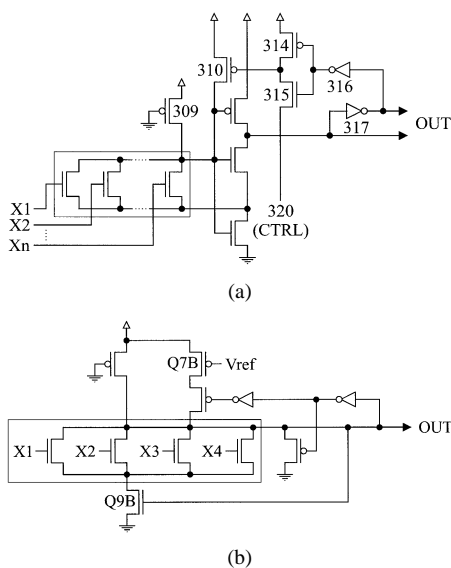 310
314
315
316
309
317
OUT
X1
X2
Xn
320
(CTRL)
(a)
Q7B
Vref
OUT
X1
X2
X3
X4
Q9B
(b)